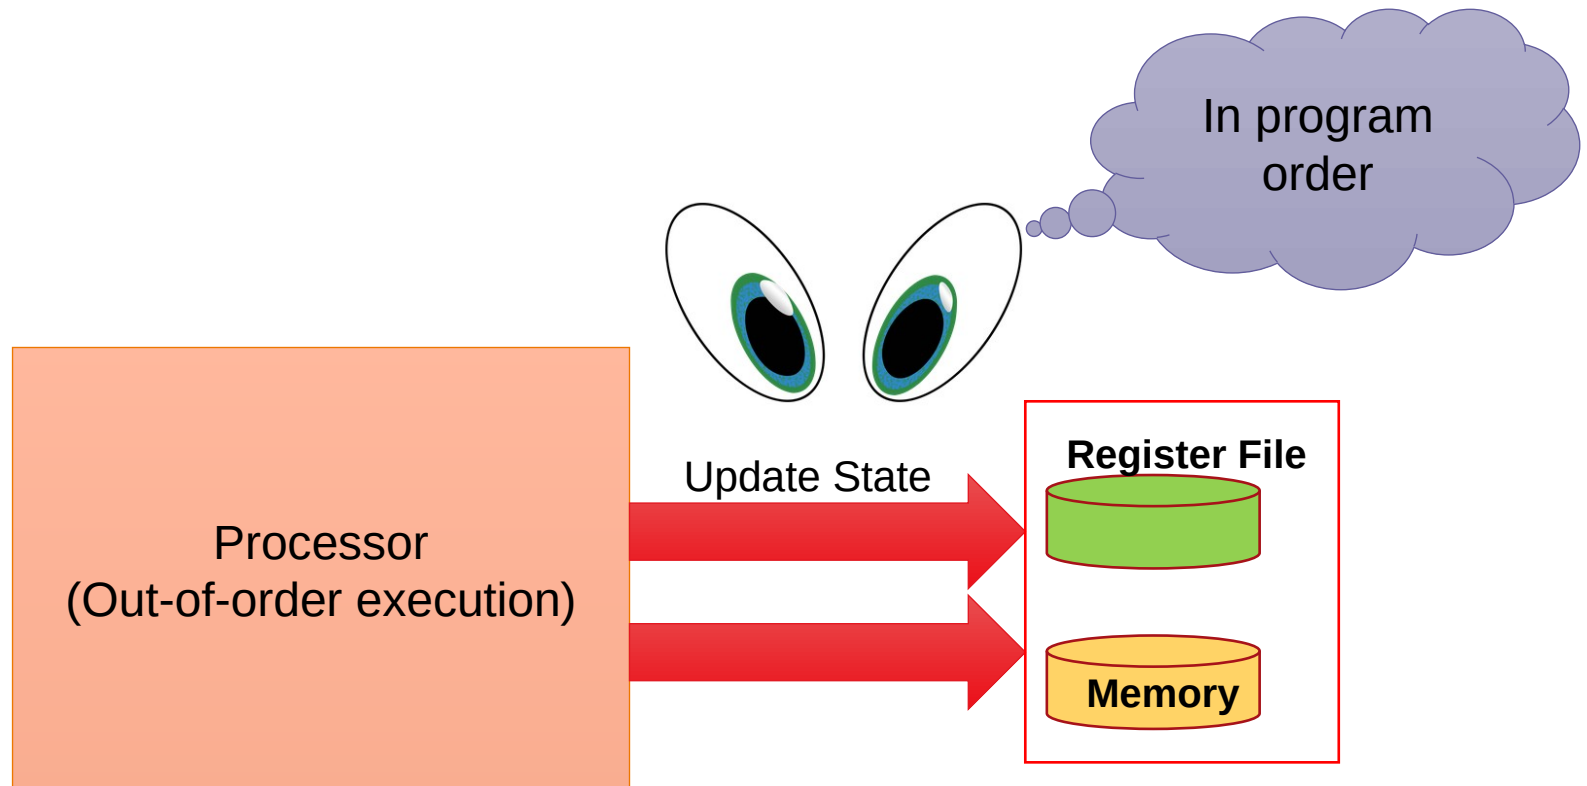 In program
order
Update State
Register File
Processor
(Out-of-order execution)
Memory